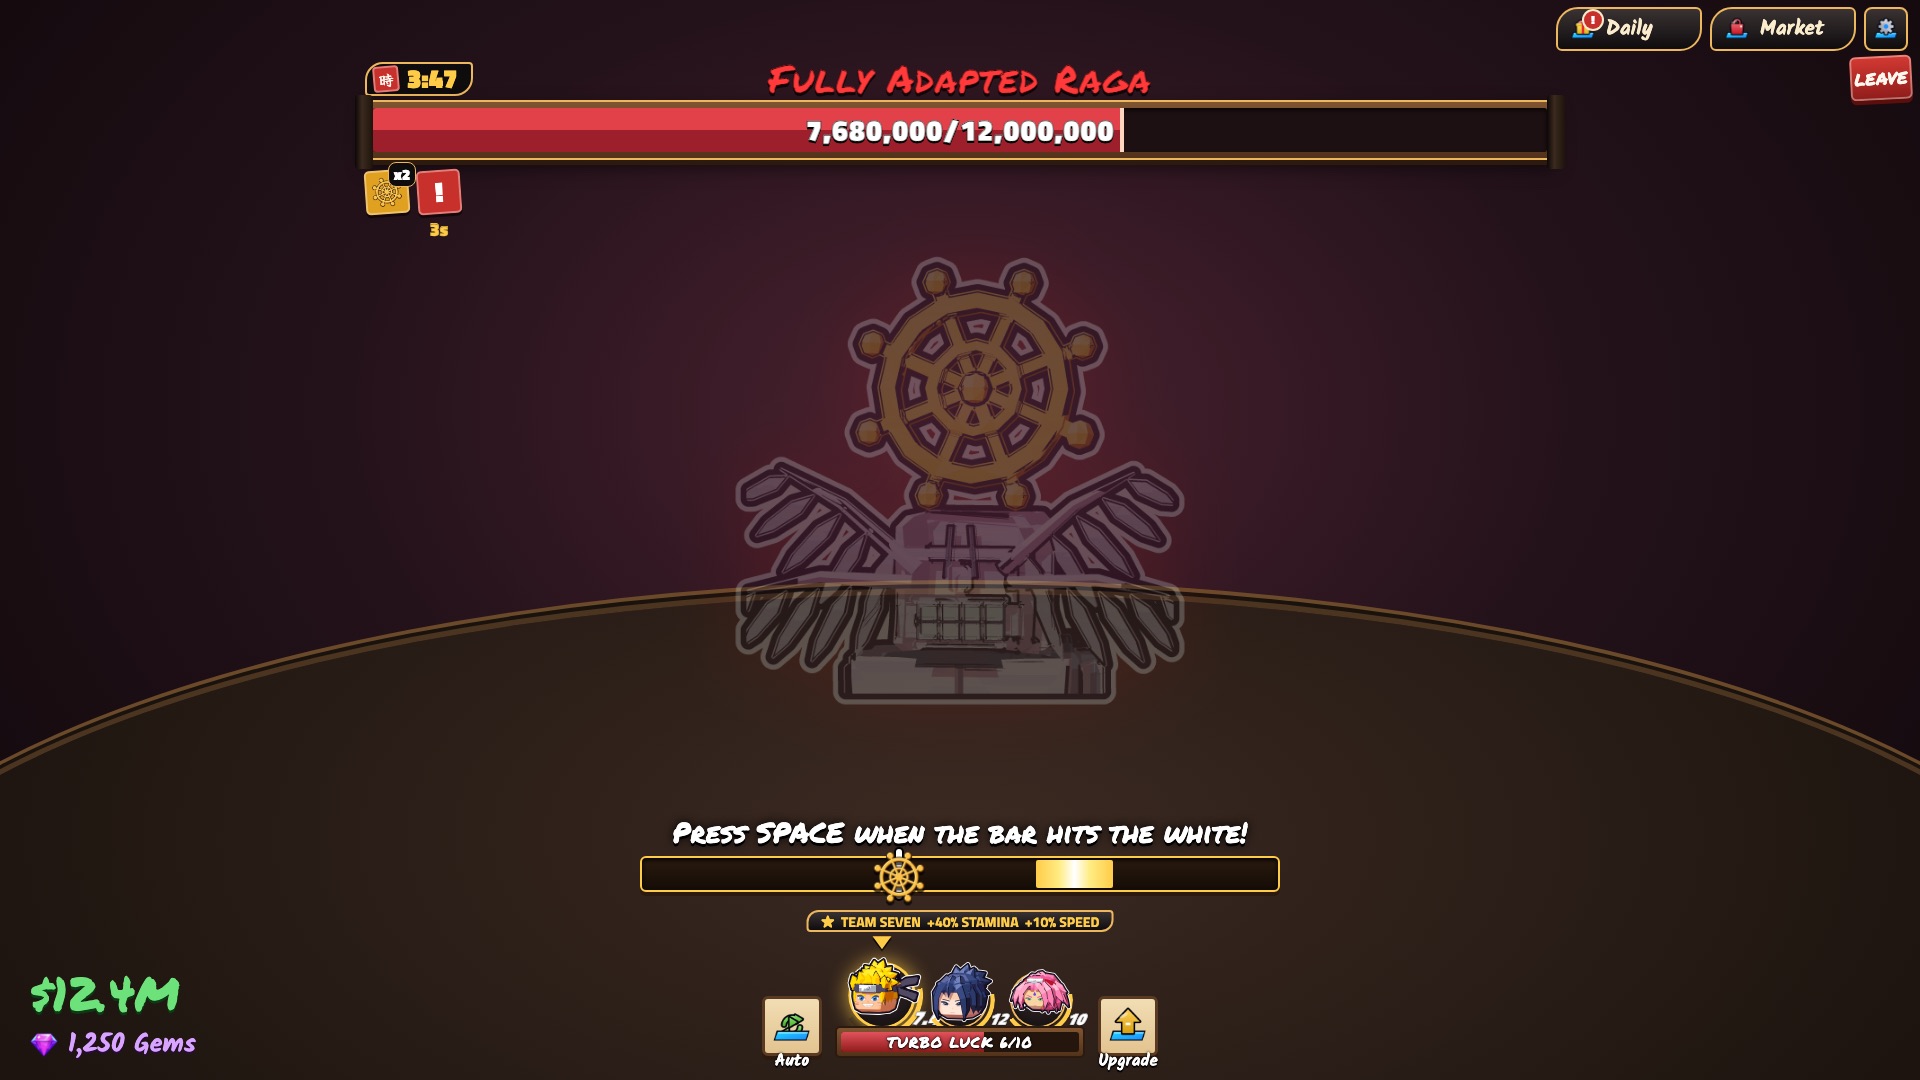 Daily
Market
LEAVE
時 3:47
Fully Adapted Raga
7,680,000/12,000,000
x2
!
3s
Press SPACE when the bar hits the white!
TEAM SEVEN +40% STAMINA +10% SPEED
12
10
TURBO LUCK 6/10
Auto
Upgrade
$12.4M
1,250 Gems